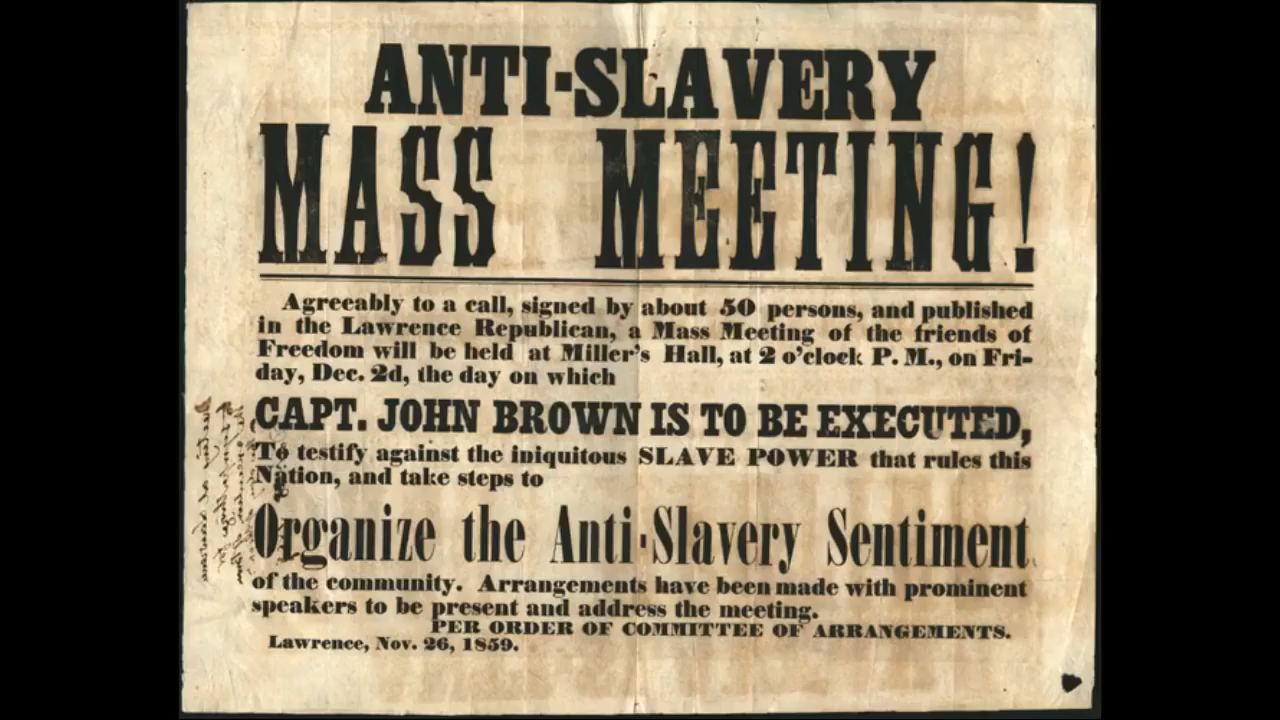 ANTI-SLAVERY
MASS MEETING!
Agreeably to a call, signed by about 50 persons, and published
in the Lawrence Republican, a Mass Meeting of the friends of
Freedom will be held at Miller's Hall, at 2 o'clock P. M., on Fri-
day, Dec. 2d, the day on which
CAPT. JOHN BROWN IS TO BE EXECUTED,
To testify against the iniquitous SLAVE POWER that rules this
Nation, and take steps to
Organize the Anti-Slavery Sentiment
of the community. Arrangements have been made with prominent
speakers to be present and address the meeting.
PER ORDER OF COMMITTEE OF ARRANGEMENTS.
Lawrence, Nov. 26, 1859.